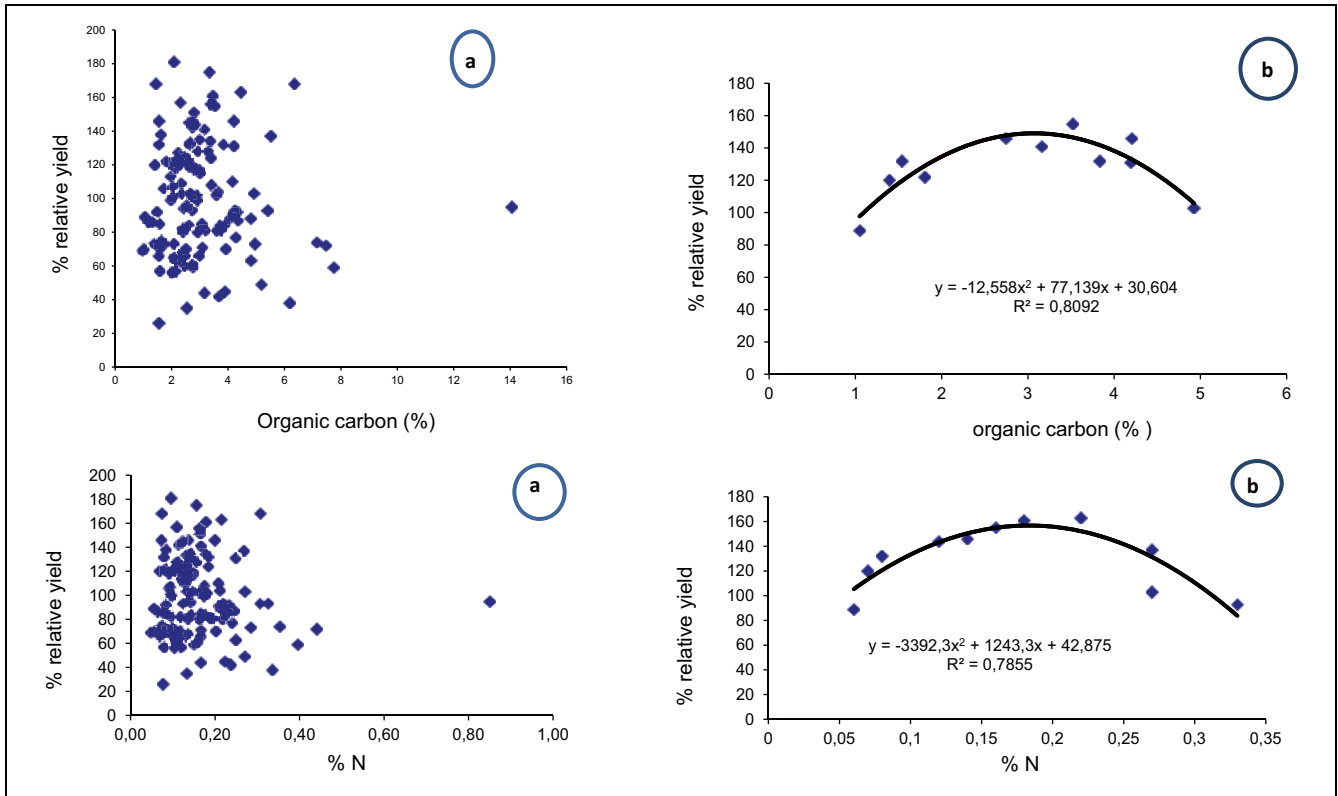 a
200
180
160
140
120
100
80
60
40
20
0
0 2 4 6 8 10 12 14 16
% relative yield
Organic carbon (%)
b
180
160
140
120
100
80
60
40
20
0
0 1 2 3 4 5 6
% relative yield
y = -12,558x² + 77,139x + 30,604
R² = 0,8092
organic carbon (% )
a
200
180
160
140
120
100
80
60
40
20
0
0,00 0,20 0,40 0,60 0,80 1,00
% relative yield
% N
b
180
160
140
120
100
80
60
40
20
0
0 0,05 0,1 0,15 0,2 0,25 0,3 0,35
% relative yield
y = -3392,3x² + 1243,3x + 42,875
R² = 0,7855
% N